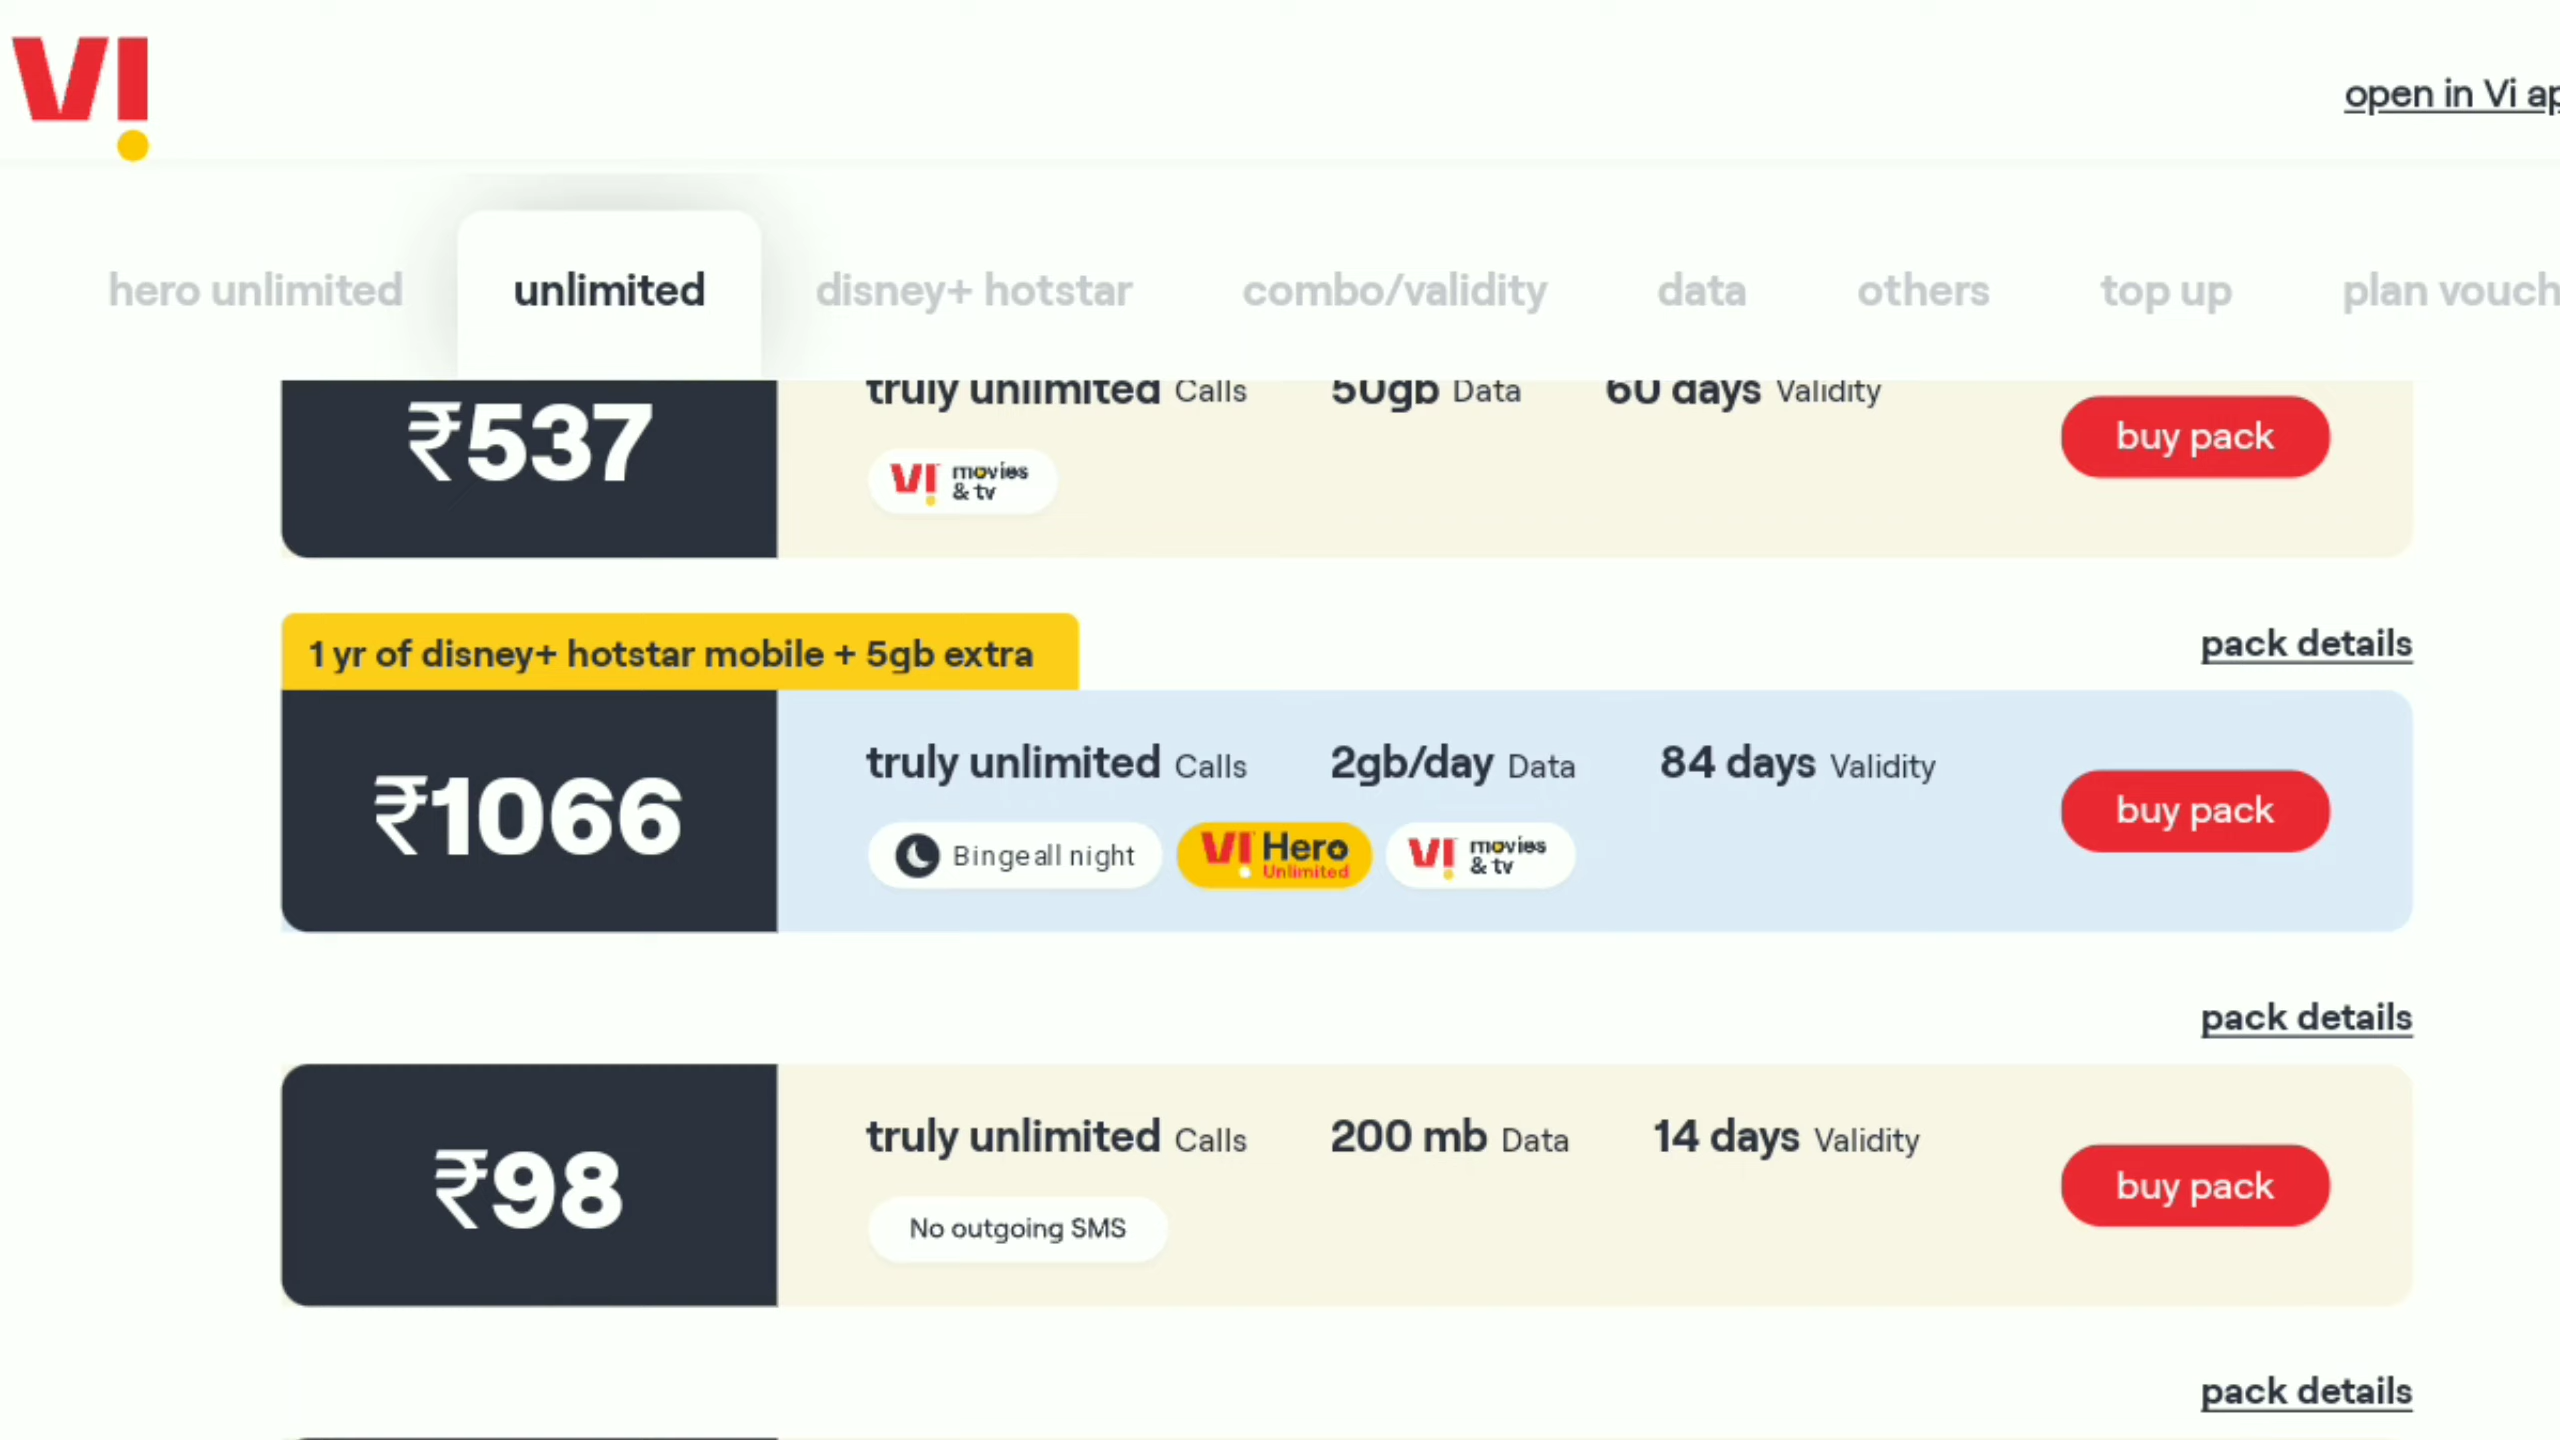 VI
open in Vi ap
hero unlimited unlimited disney+ hotstar combo/validity data others top up plan vouch
₹537 truly unlimited Calls 50gb Data 60 days Validity buy pack
VI movies & tv
1 yr of disney+ hotstar mobile + 5gb extra pack details
₹1066 truly unlimited Calls 2gb/day Data 84 days Validity buy pack
Binge all night VI Hero Unlimited VI movies & tv
pack details
₹98 truly unlimited Calls 200 mb Data 14 days Validity buy pack
No outgoing SMS
pack details